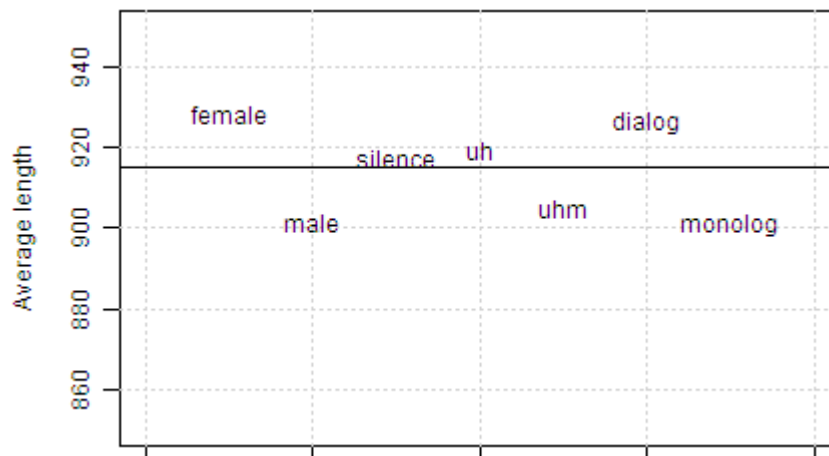 940
920
900
880
860
Average length
female
dialog
silence
uh
male
uhm
monolog